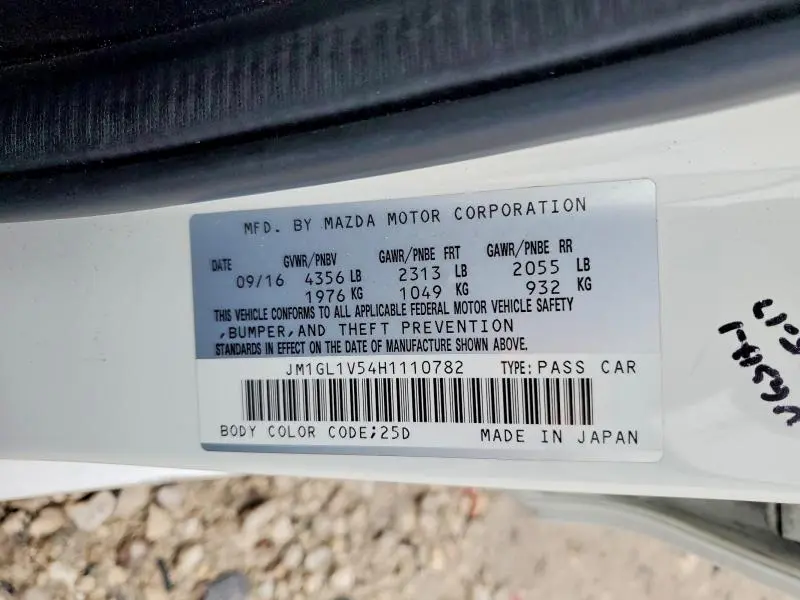 MFD. BY MAZDA MOTOR CORPORATION
DATE GVWR/PNBV GAWR/PNBE FRT GAWR/PNBE RR
09/16 4356 LB 2313 LB 2055 LB
1976 KG 1049 KG 932 KG
THIS VEHICLE CONFORMS TO ALL APPLICABLE FEDERAL MOTOR VEHICLE SAFETY
,BUMPER,AND THEFT PREVENTION
STANDARDS IN EFFECT ON THE DATE OF MANUFACTURE SHOWN ABOVE.
JM1GL1V54H1110782 TYPE:PASS CAR
BODY COLOR CODE;25D MADE IN JAPAN